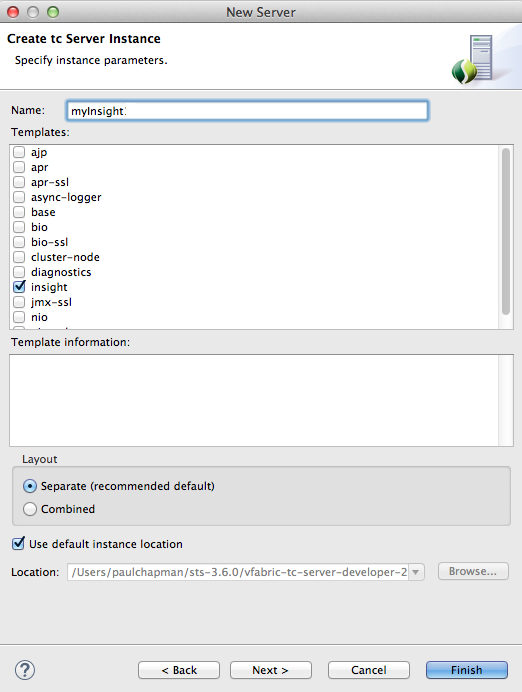 New Server
Create tc Server Instance
Specify instance parameters.
Name: myInsight
Templates:
ajp
apr
apr-ssl
async-logger
base
bio
bio-ssl
cluster-node
diagnostics
insight
jmx-ssl
nio
Template information:
Layout
Separate (recommended default)
Combined
Use default instance location
Location: /Users/paulchapman/sts-3.6.0/vfabric-tc-server-developer-2 Browse...
? < Back Next > Cancel Finish